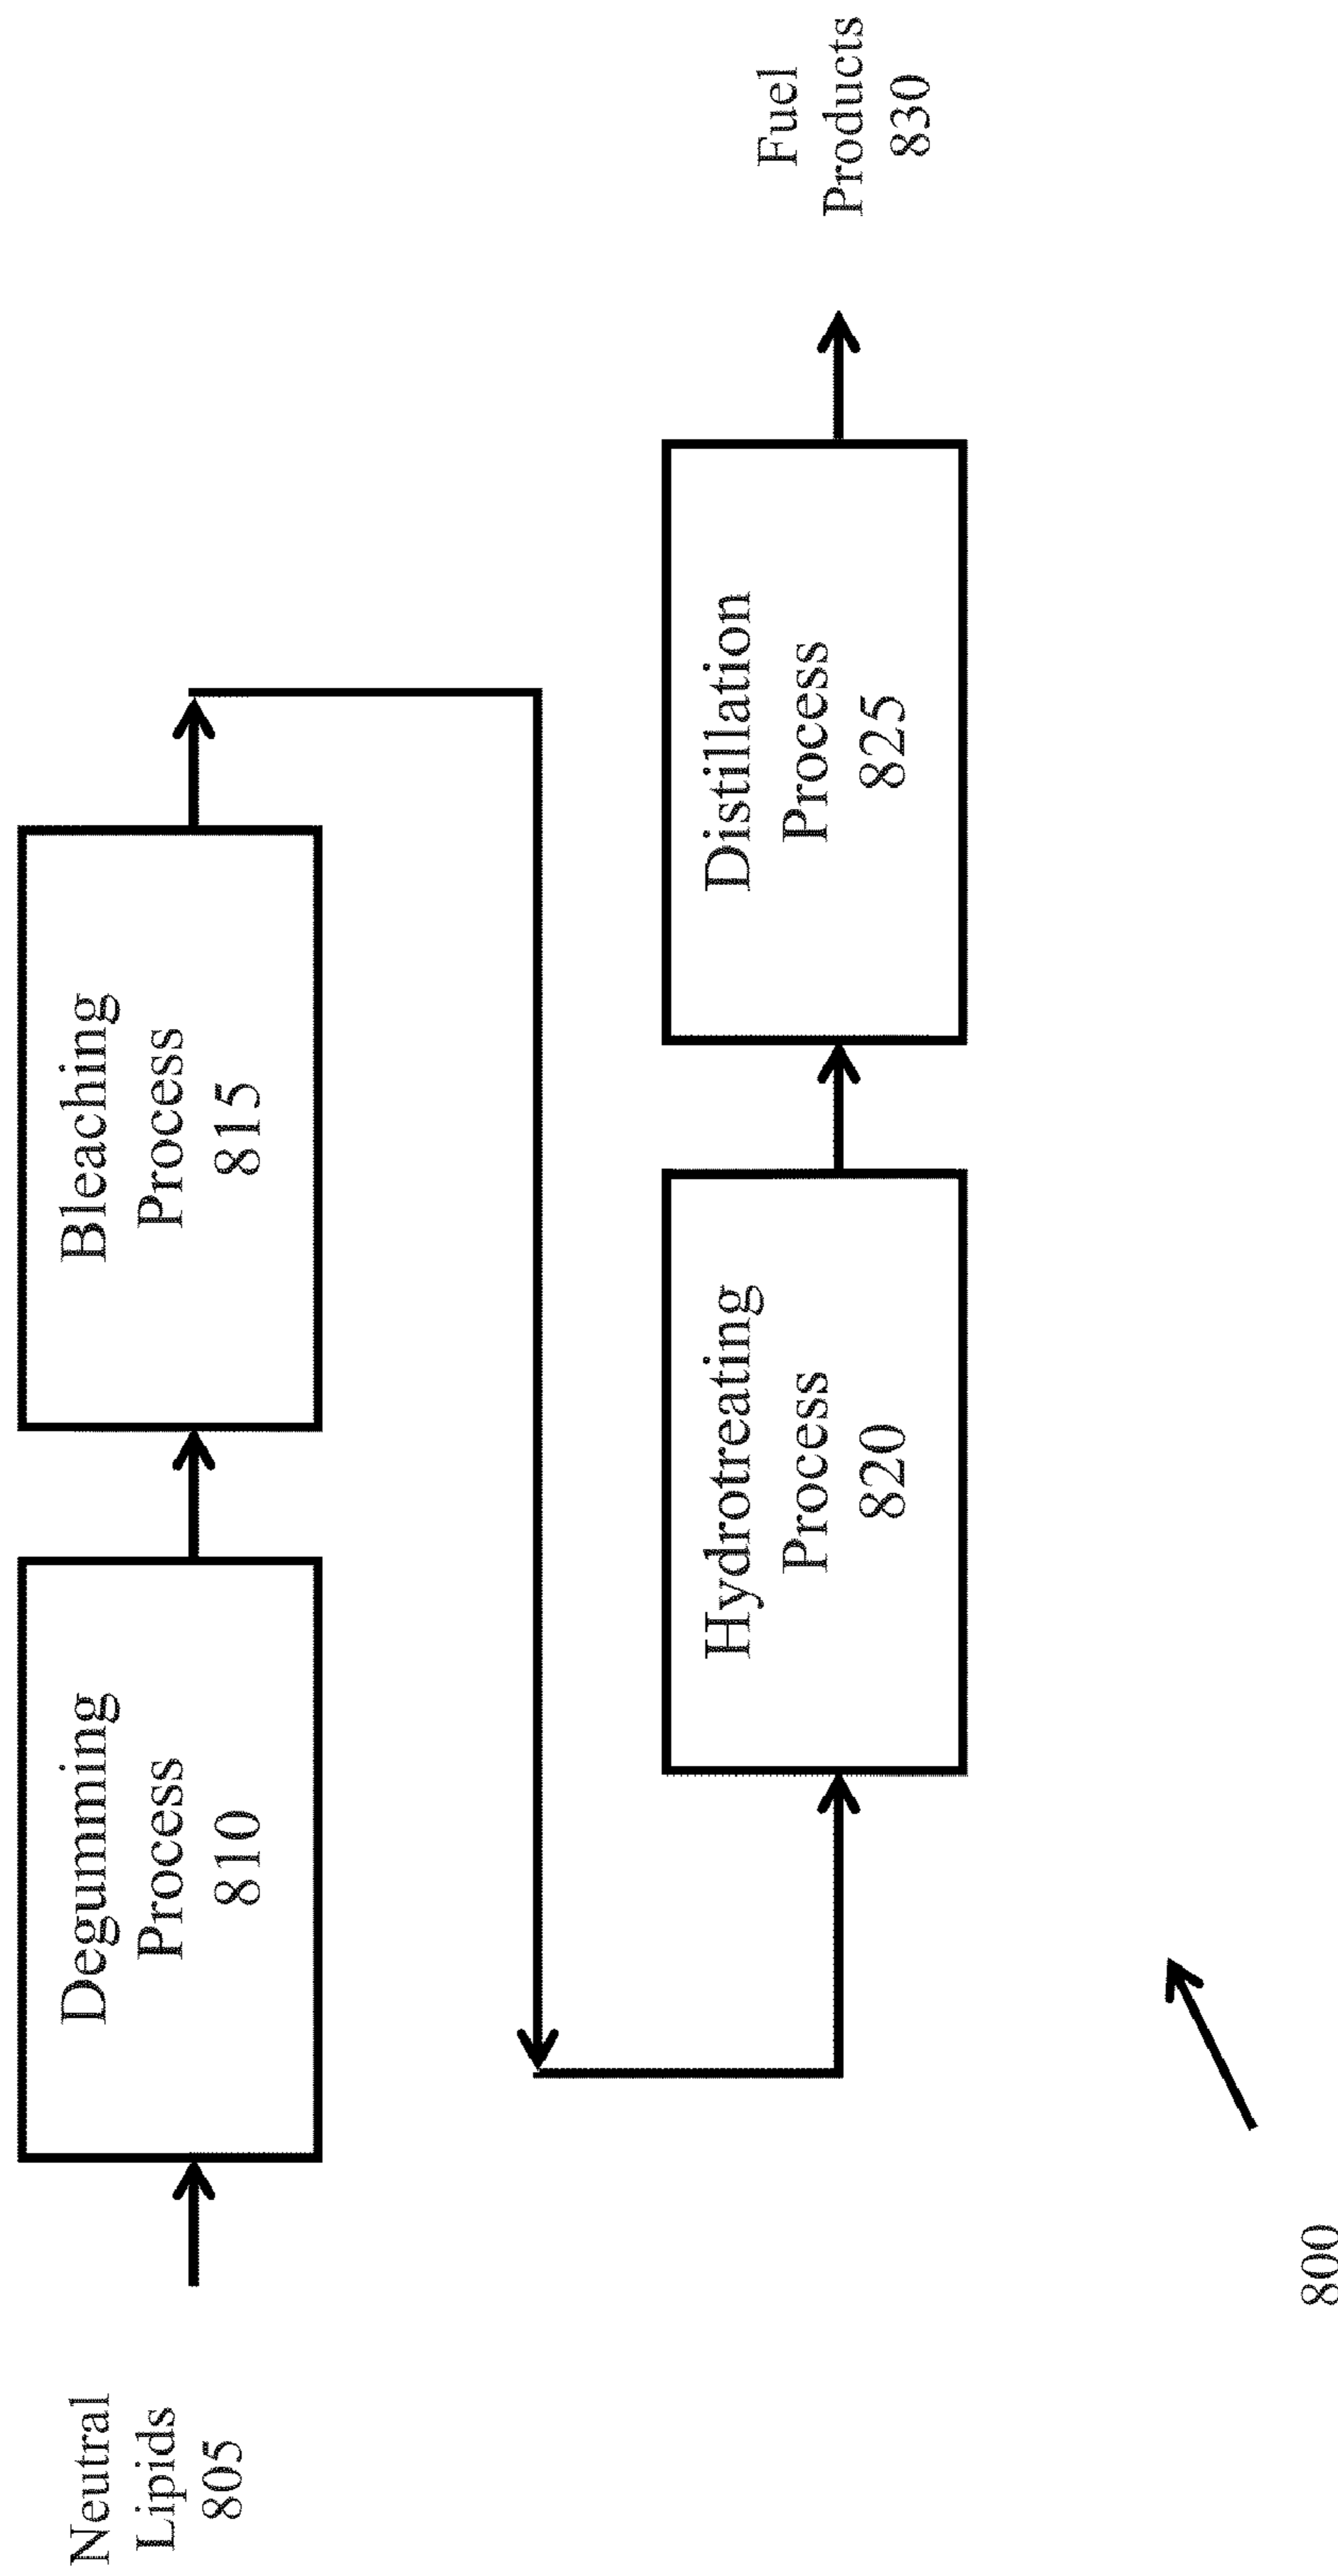 Neutral
Lipids
805
Degumming
Process
810
Bleaching
Process
815
Hydrotreating
Process
820
Distillation
Process
825
Fuel
Products
830
800